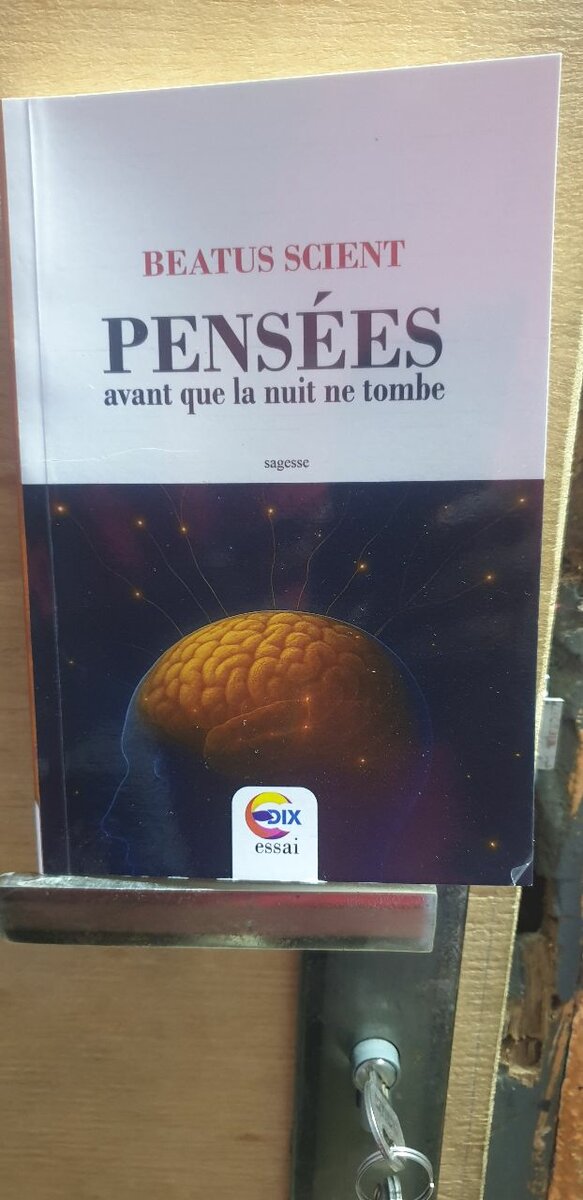 BEATUS SCIENT
PENSÉES
avant que la nuit ne tombe
sagesse
DIX
essai